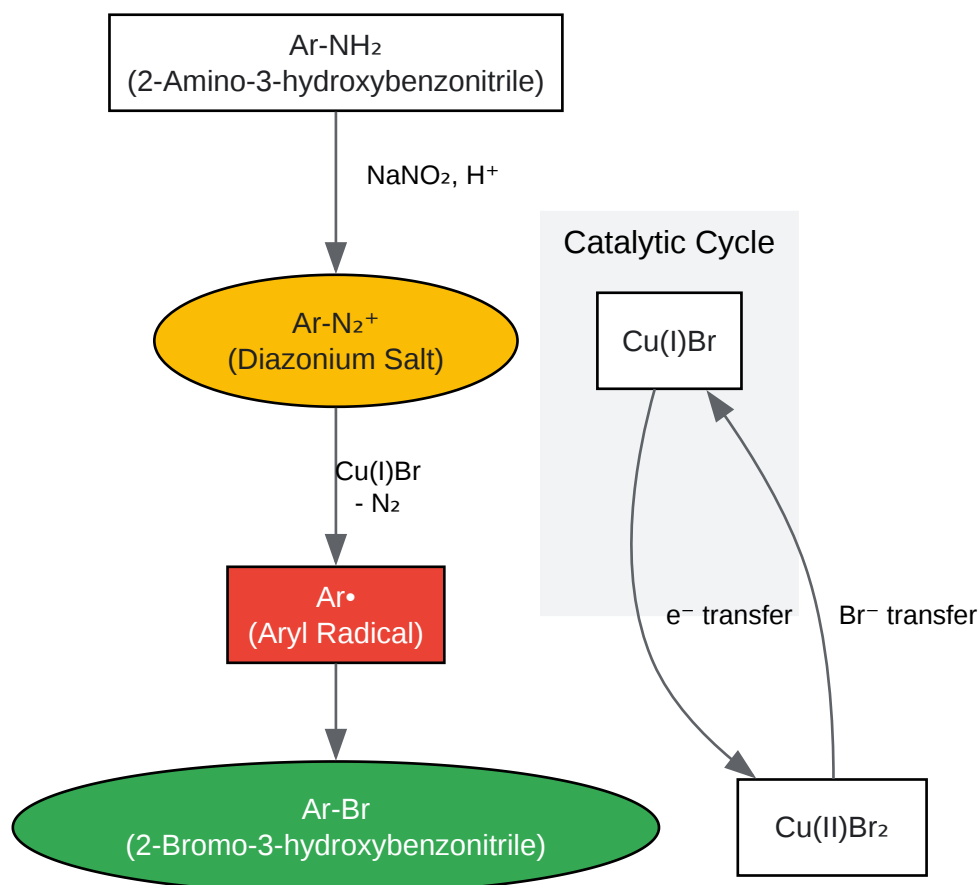 Ar-NH₂
(2-Amino-3-hydroxybenzonitrile)
NaNO₂, H⁺
Catalytic Cycle
Cu(I)Br
Ar-N₂⁺
(Diazonium Salt)
Cu(I)Br
- N₂
Ar•
(Aryl Radical)
e⁻ transfer
Br⁻ transfer
Ar-Br
(2-Bromo-3-hydroxybenzonitrile)
Cu(II)Br₂